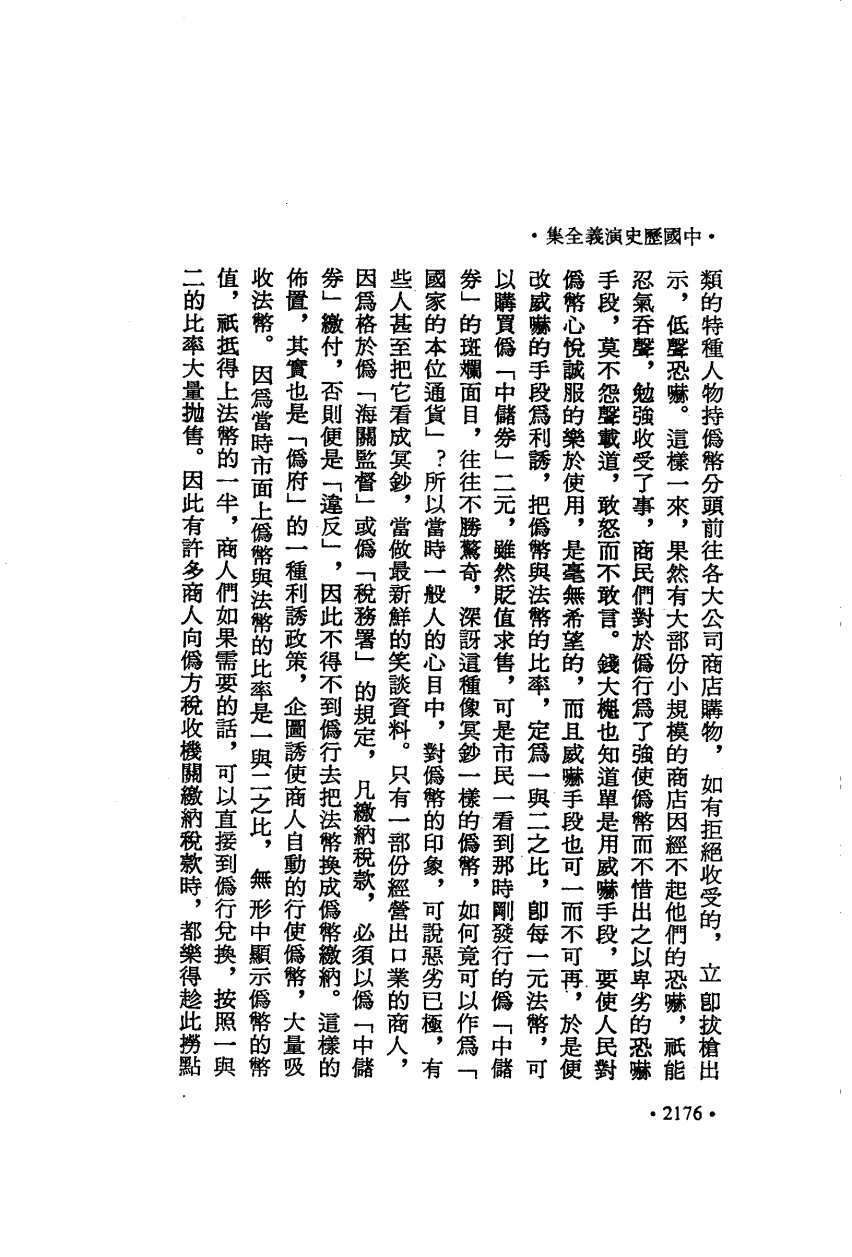 •中國歷史演義全集•
類的特種人物持僞幣分頭前往各大公司商店購物，如有拒絕收受的，立卽拔槍出
示，低聲恐嚇。這樣一來，果然有大部份小規模的商店因經不起他們的恐嚇，祇能
忍氣吞聲，勉強收受了事，商民們對於僞行爲了強使僞幣而不惜出之以卑劣的恐嚇
手段，莫不怨聲載道，敢怒而不敢言。錢大櫆也知道單是用威嚇手段，要使人民對
僞幣心悅誠服的樂於使用，是毫無希望的，而且威嚇手段也可一而不可再，於是便
改威嚇的手段爲利誘，把僞幣與法幣的比率，定爲一與二之比，卽每一元法幣，可
以購買僞「中儲券」二元，雖然貶值求售，可是市民一看到那時剛發行的僞「中儲
券」的斑斕面目，往往不勝驚奇，深訝這種像冥鈔一樣的僞幣，如何竟可以作爲「
國家的本位通貨」？所以當時一般人的心目中，對僞幣的印象，可說惡劣已極，有
些人甚至把它看成冥鈔，當做最新鮮的笑談資料。只有一部份經營出口業的商人，
因爲格於僞「海關監督」或僞「稅務署」的規定，凡繳納稅款，必須以僞「中儲
券」繳付，否則便是「違反」，因此不得不到僞行去把法幣換成僞幣繳納。這樣的
佈置，其實也是「僞府」的一種利誘政策，企圖誘使商人自動的行使僞幣，大量吸
收法幣。因爲當時市面上僞幣與法幣的比率是一與二之比，無形中顯示僞幣的幣
值，祇抵得上法幣的一半，商人們如果需要的話，可以直接到僞行兌換，按照一與
二的比率大量拋售。因此有許多商人向僞方稅收機關繳納稅款時，都樂得趁此撈點
•2176•